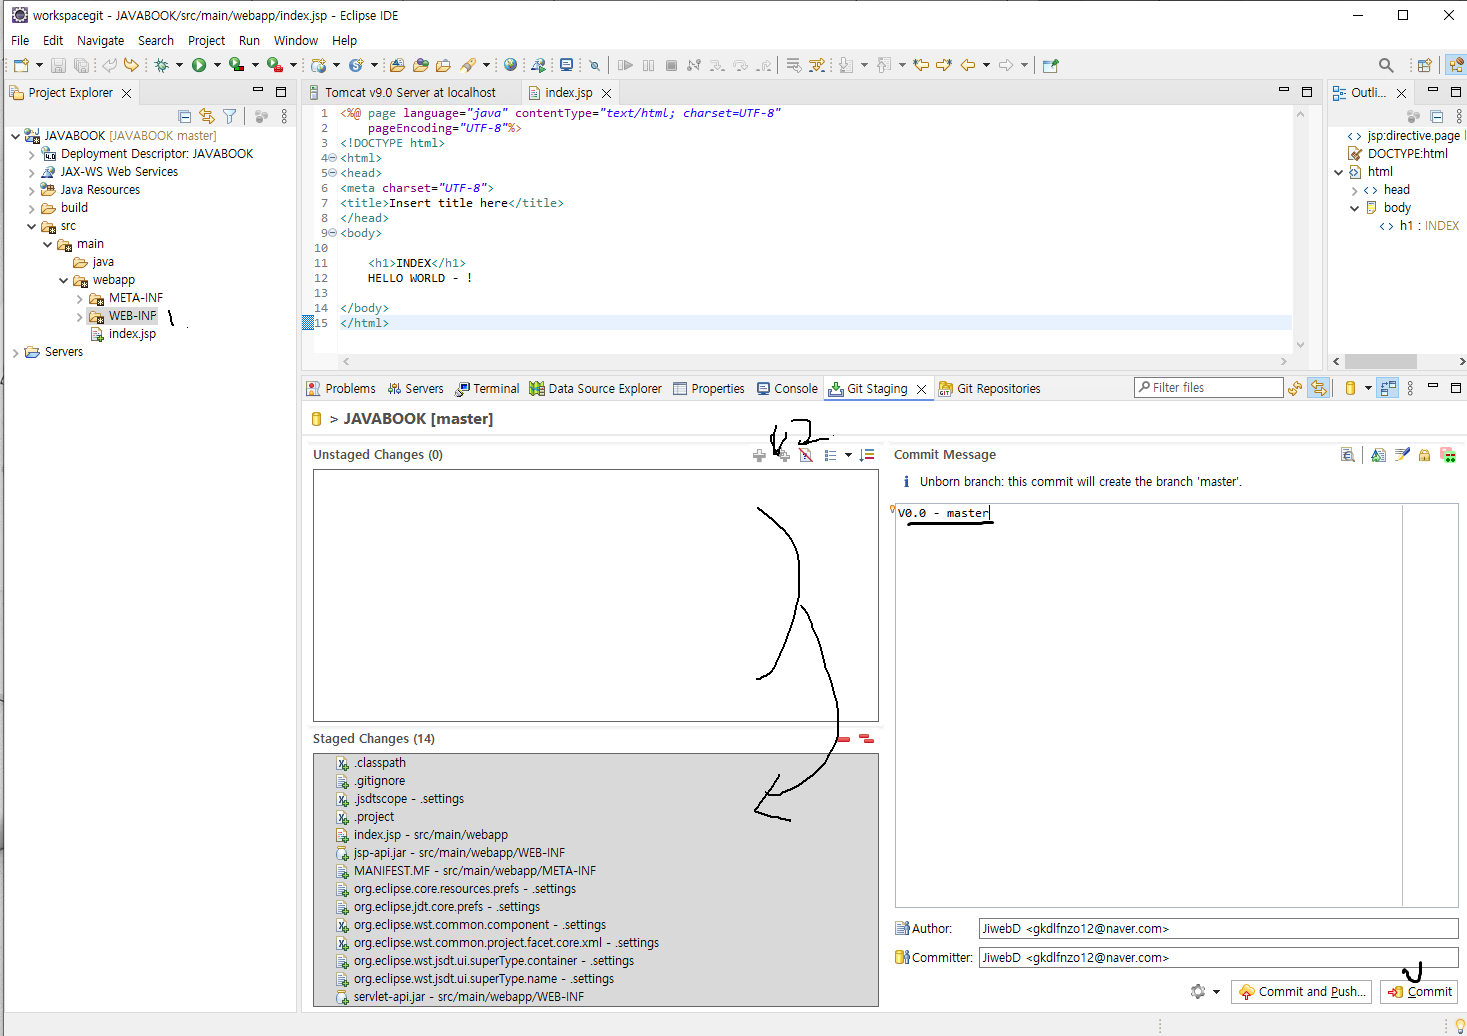 workspacegit - JAVABOOK/src/main/webapp/index.jsp - Eclipse IDE
File Edit Navigate Search Project Run Window Help
Project Explorer
JAVABOOK [JAVABOOK master]
Deployment Descriptor: JAVABOOK
JAX-WS Web Services
Java Resources
build
src
main
java
webapp
META-INF
WEB-INF
index.jsp
Servers
Tomcat v9.0 Server at localhost
index.jsp
1 <%@ page language="java" contentType="text/html; charset=UTF-8"
2 pageEncoding="UTF-8"%>
3 <!DOCTYPE html>
4 <html>
5 <head>
6 <meta charset="UTF-8">
7 <title>Insert title here</title>
8 </head>
9 <body>
10
11 <h1>INDEX</h1>
12 HELLO WORLD - !
13
14 </body>
15 </html>
Outli...
jsp:directive.page l
DOCTYPE:html
html
head
body
h1 : INDEX
Problems Servers Terminal Data Source Explorer Properties Console Git Staging Git Repositories
Filter files
> JAVABOOK [master]
2
Unstaged Changes (0)
Staged Changes (14)
.classpath
.gitignore
.jsdtscope - .settings
.project
index.jsp - src/main/webapp
jsp-api.jar - src/main/webapp/WEB-INF
MANIFEST.MF - src/main/webapp/META-INF
org.eclipse.core.resources.prefs - .settings
org.eclipse.jdt.core.prefs - .settings
org.eclipse.wst.common.component - .settings
org.eclipse.wst.common.project.facet.core.xml - .settings
org.eclipse.wst.jsdt.ui.superType.container - .settings
org.eclipse.wst.jsdt.ui.superType.name - .settings
servlet-api.jar - src/main/webapp/WEB-INF
Commit Message
Unborn branch: this commit will create the branch 'master'.
V0.0 - master
Author: JiwebD <gkdlfnzo12@naver.com>
Committer: JiwebD <gkdlfnzo12@naver.com>
Commit and Push...
Commit